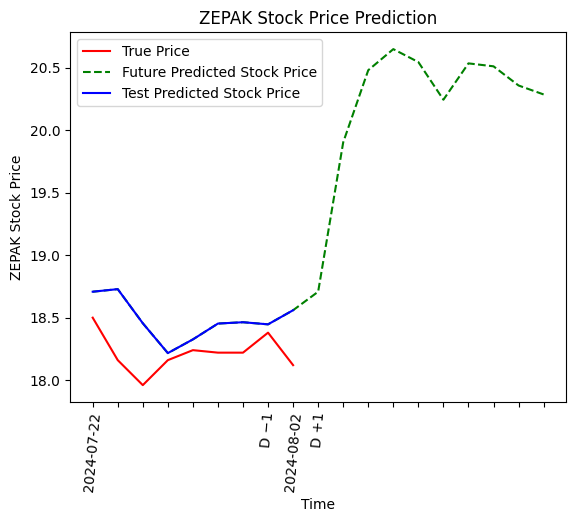 ZEPAK Stock Price Prediction
True Price
Future Predicted Stock Price
Test Predicted Stock Price
ZEPAK Stock Price
20.5
20.0
19.5
19.0
18.5
18.0
2024-07-22
D −1
2024-08-02
D +1
Time